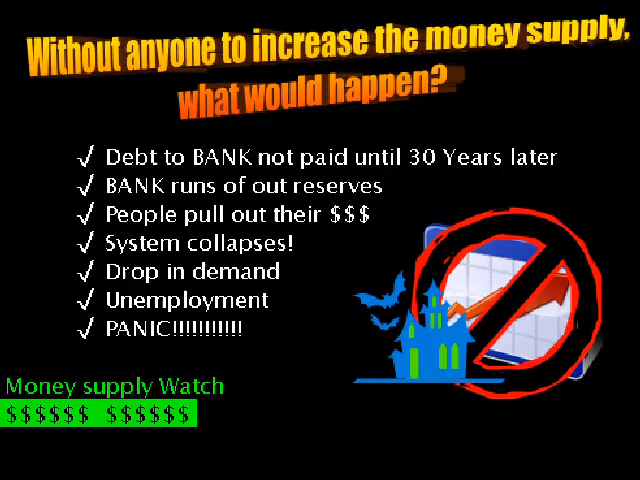 Without anyone to increase the money supply,
what would happen?
√ Debt to BANK not paid until 30 Years later
√ BANK runs of out reserves
√ People pull out their $$$
√ System collapses!
√ Drop in demand
√ Unemployment
√ PANIC!!!!!!!!!!!
Money supply Watch
$$$$$$ $$$$$$